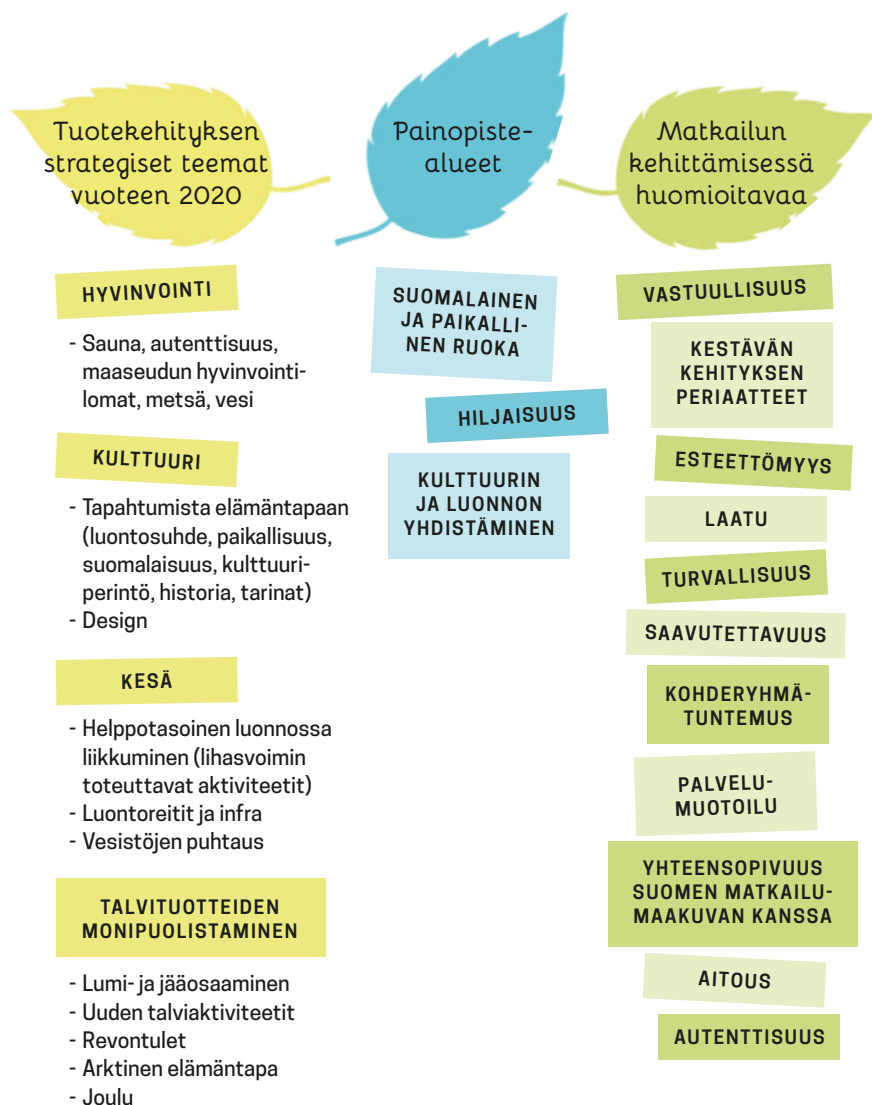 Tuotekehityksen
strategiset teemat
vuoteen 2020
HYVINVOINTI
- Sauna, autenttisuus,
maaseudun hyvinvointi-
lomat, metsä, vesi
KULTTUURI
- Tapahtumista elämäntapaan
(luontosuhde, paikallisuus,
suomalaisuus, kulttuuri-
perintö, historia, tarinat)
- Design
KESÄ
- Helppotasoinen luonnossa
liikkuminen (lihasvoimin
toteuttavat aktiviteetit)
- Luontoreitit ja infra
- Vesistöjen puhtaus
TALVITUOTTEIDEN
MONIPUOLISTAMINEN
- Lumi- ja jääosaaminen
- Uuden talviaktiviteetit
- Revontulet
- Arktinen elämäntapa
- Joulu
Painopiste-
alueet
SUOMALAINEN
JA PAIKALLI-
NEN RUOKA
HILJAISUUS
KULTTUURIN
JA LUONNON
YHDISTÄMINEN
Matkailun
kehittämisessä
huomioitavaa
VASTUULLISUUS
KESTÄVÄN
KEHITYKSEN
PERIAATTEET
ESTEETTÖMYYS
LAATU
TURVALLISUUS
SAAVUTETTAVUUS
KOHDERYHMÄ-
TUNTEMUS
PALVELU-
MUOTOILU
YHTEENSOPIVUUS
SUOMEN MATKAILU-
MAAKUVAN KANSSA
AITOUS
AUTENTTISUUS